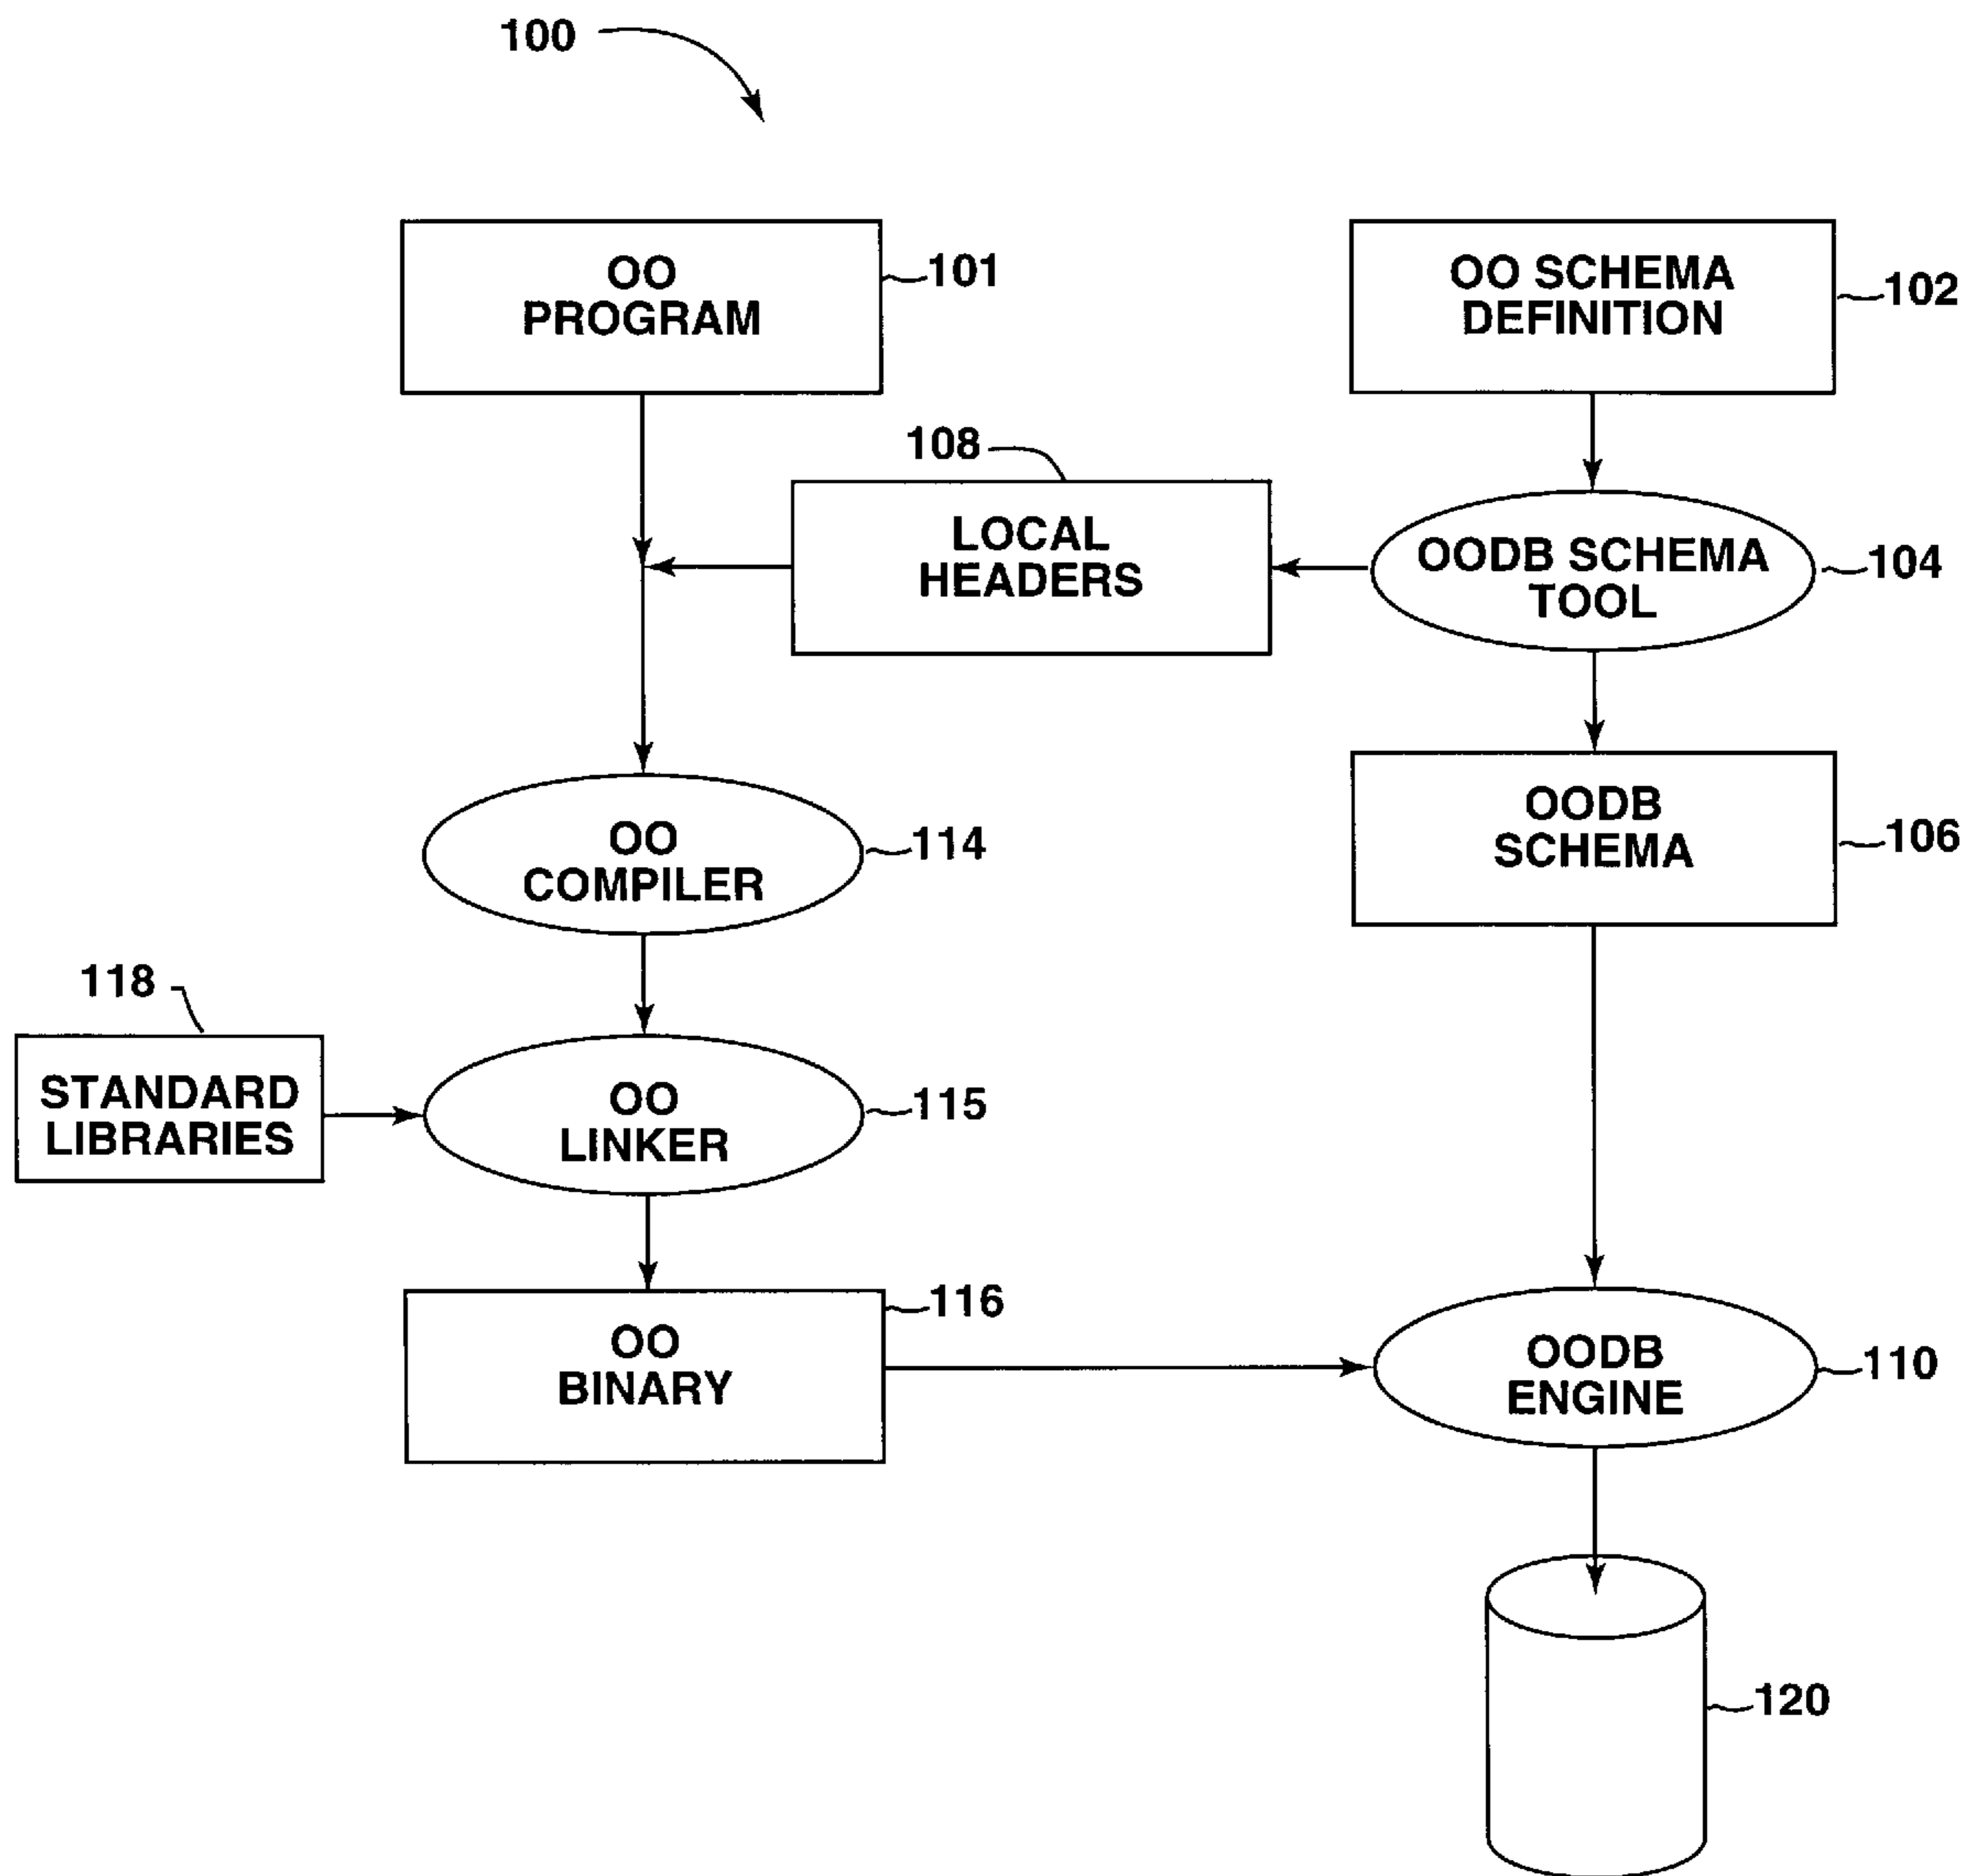 100
OO
PROGRAM
101
OO SCHEMA
DEFINITION
102
108
LOCAL
HEADERS
OODB SCHEMA
TOOL
104
OO
COMPILER
114
OODB
SCHEMA
106
118
STANDARD
LIBRARIES
OO
LINKER
115
OO
BINARY
116
OODB
ENGINE
110
120